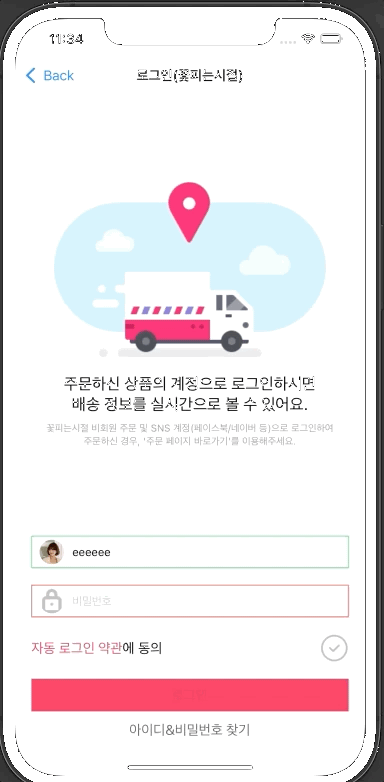 11:34
Back
로그인(꽃피는시절)
주문하신 상품의 계정으로 로그인하시면
배송 정보를 실시간으로 볼 수 있어요.
꽃피는시절 비회원 주문 및 SNS 계정(페이스북/네이버 등)으로 로그인하여
주문하신 경우, '주문 페이지 바로가기'를 이용해주세요.
eeeeee
비밀번호
자동 로그인 약관에 동의
로그인
아이디&비밀번호 찾기